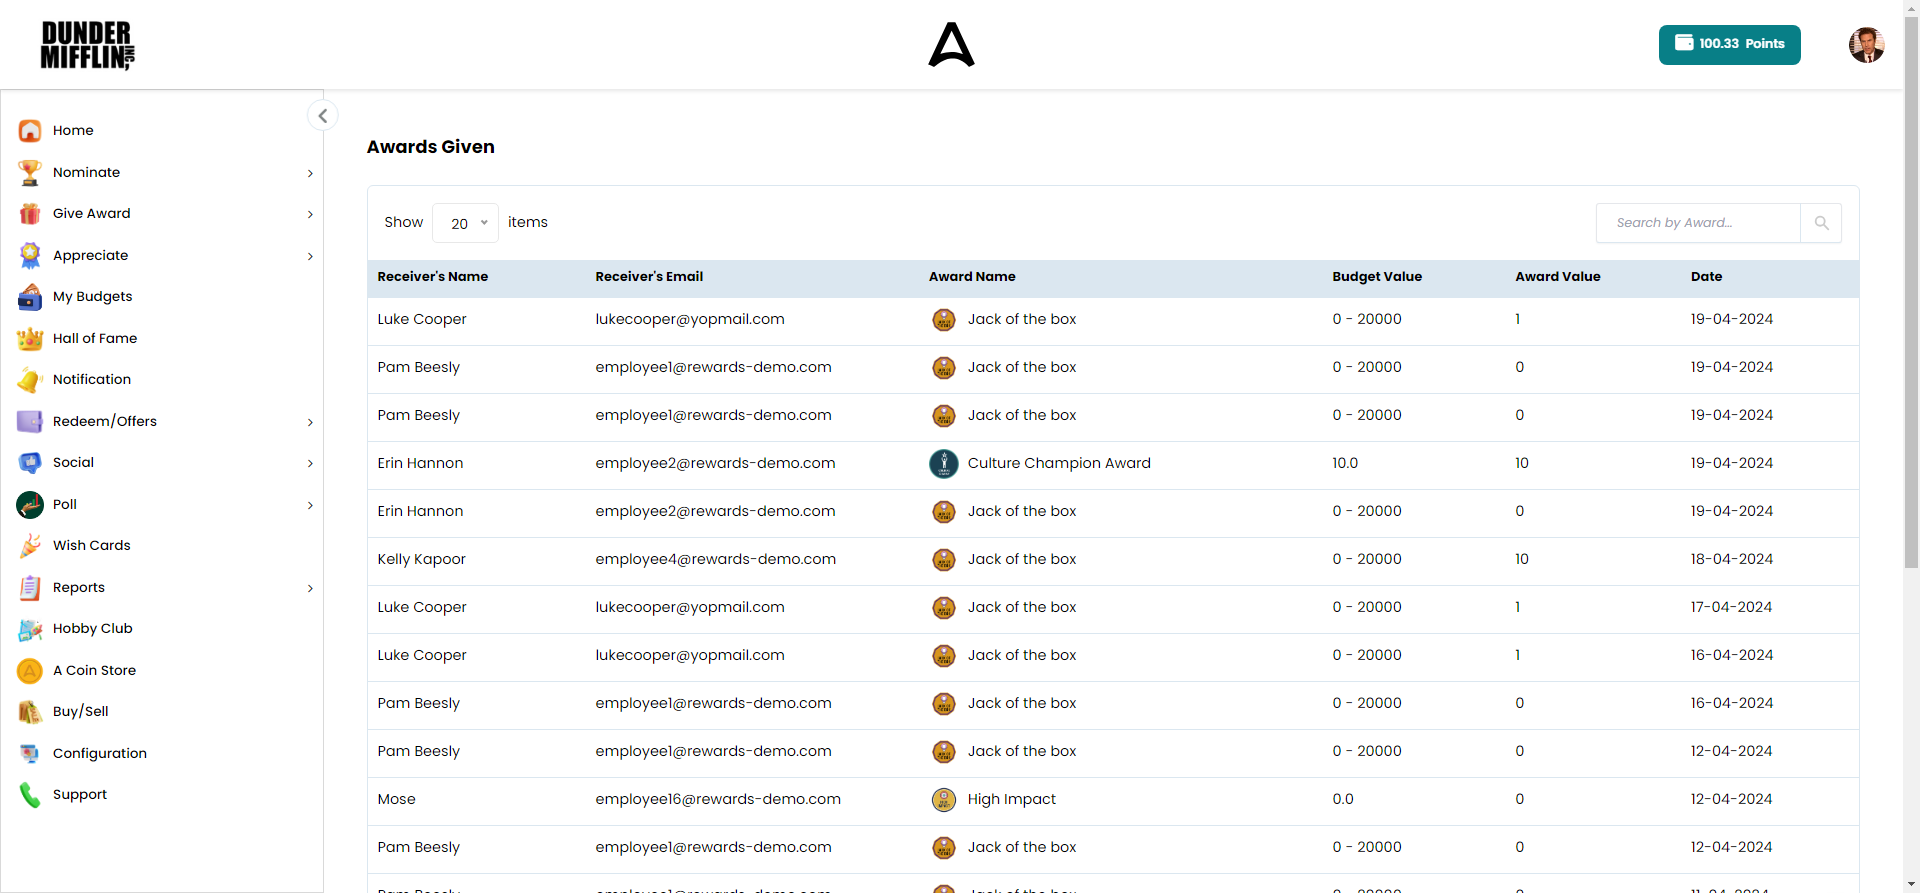 DUNDER
MIFFLIN, INC
100.33 Points
Home
Nominate
Give Award
Appreciate
My Budgets
Hall of Fame
Notification
Redeem/Offers
Social
Poll
Wish Cards
Reports
Hobby Club
A Coin Store
Buy/Sell
Configuration
Support
Awards Given
Show 20 items
Search by Award...
Receiver's Name Receiver's Email Award Name Budget Value Award Value Date
Luke Cooper lukecooper@yopmail.com Jack of the box 0 - 20000 1 19-04-2024
Pam Beesly employee1@rewards-demo.com Jack of the box 0 - 20000 0 19-04-2024
Pam Beesly employee1@rewards-demo.com Jack of the box 0 - 20000 0 19-04-2024
Erin Hannon employee2@rewards-demo.com Culture Champion Award 10.0 10 19-04-2024
Erin Hannon employee2@rewards-demo.com Jack of the box 0 - 20000 0 19-04-2024
Kelly Kapoor employee4@rewards-demo.com Jack of the box 0 - 20000 10 18-04-2024
Luke Cooper lukecooper@yopmail.com Jack of the box 0 - 20000 1 17-04-2024
Luke Cooper lukecooper@yopmail.com Jack of the box 0 - 20000 1 16-04-2024
Pam Beesly employee1@rewards-demo.com Jack of the box 0 - 20000 0 16-04-2024
Pam Beesly employee1@rewards-demo.com Jack of the box 0 - 20000 0 12-04-2024
Mose employee16@rewards-demo.com High Impact 0.0 0 12-04-2024
Pam Beesly employee1@rewards-demo.com Jack of the box 0 - 20000 0 12-04-2024